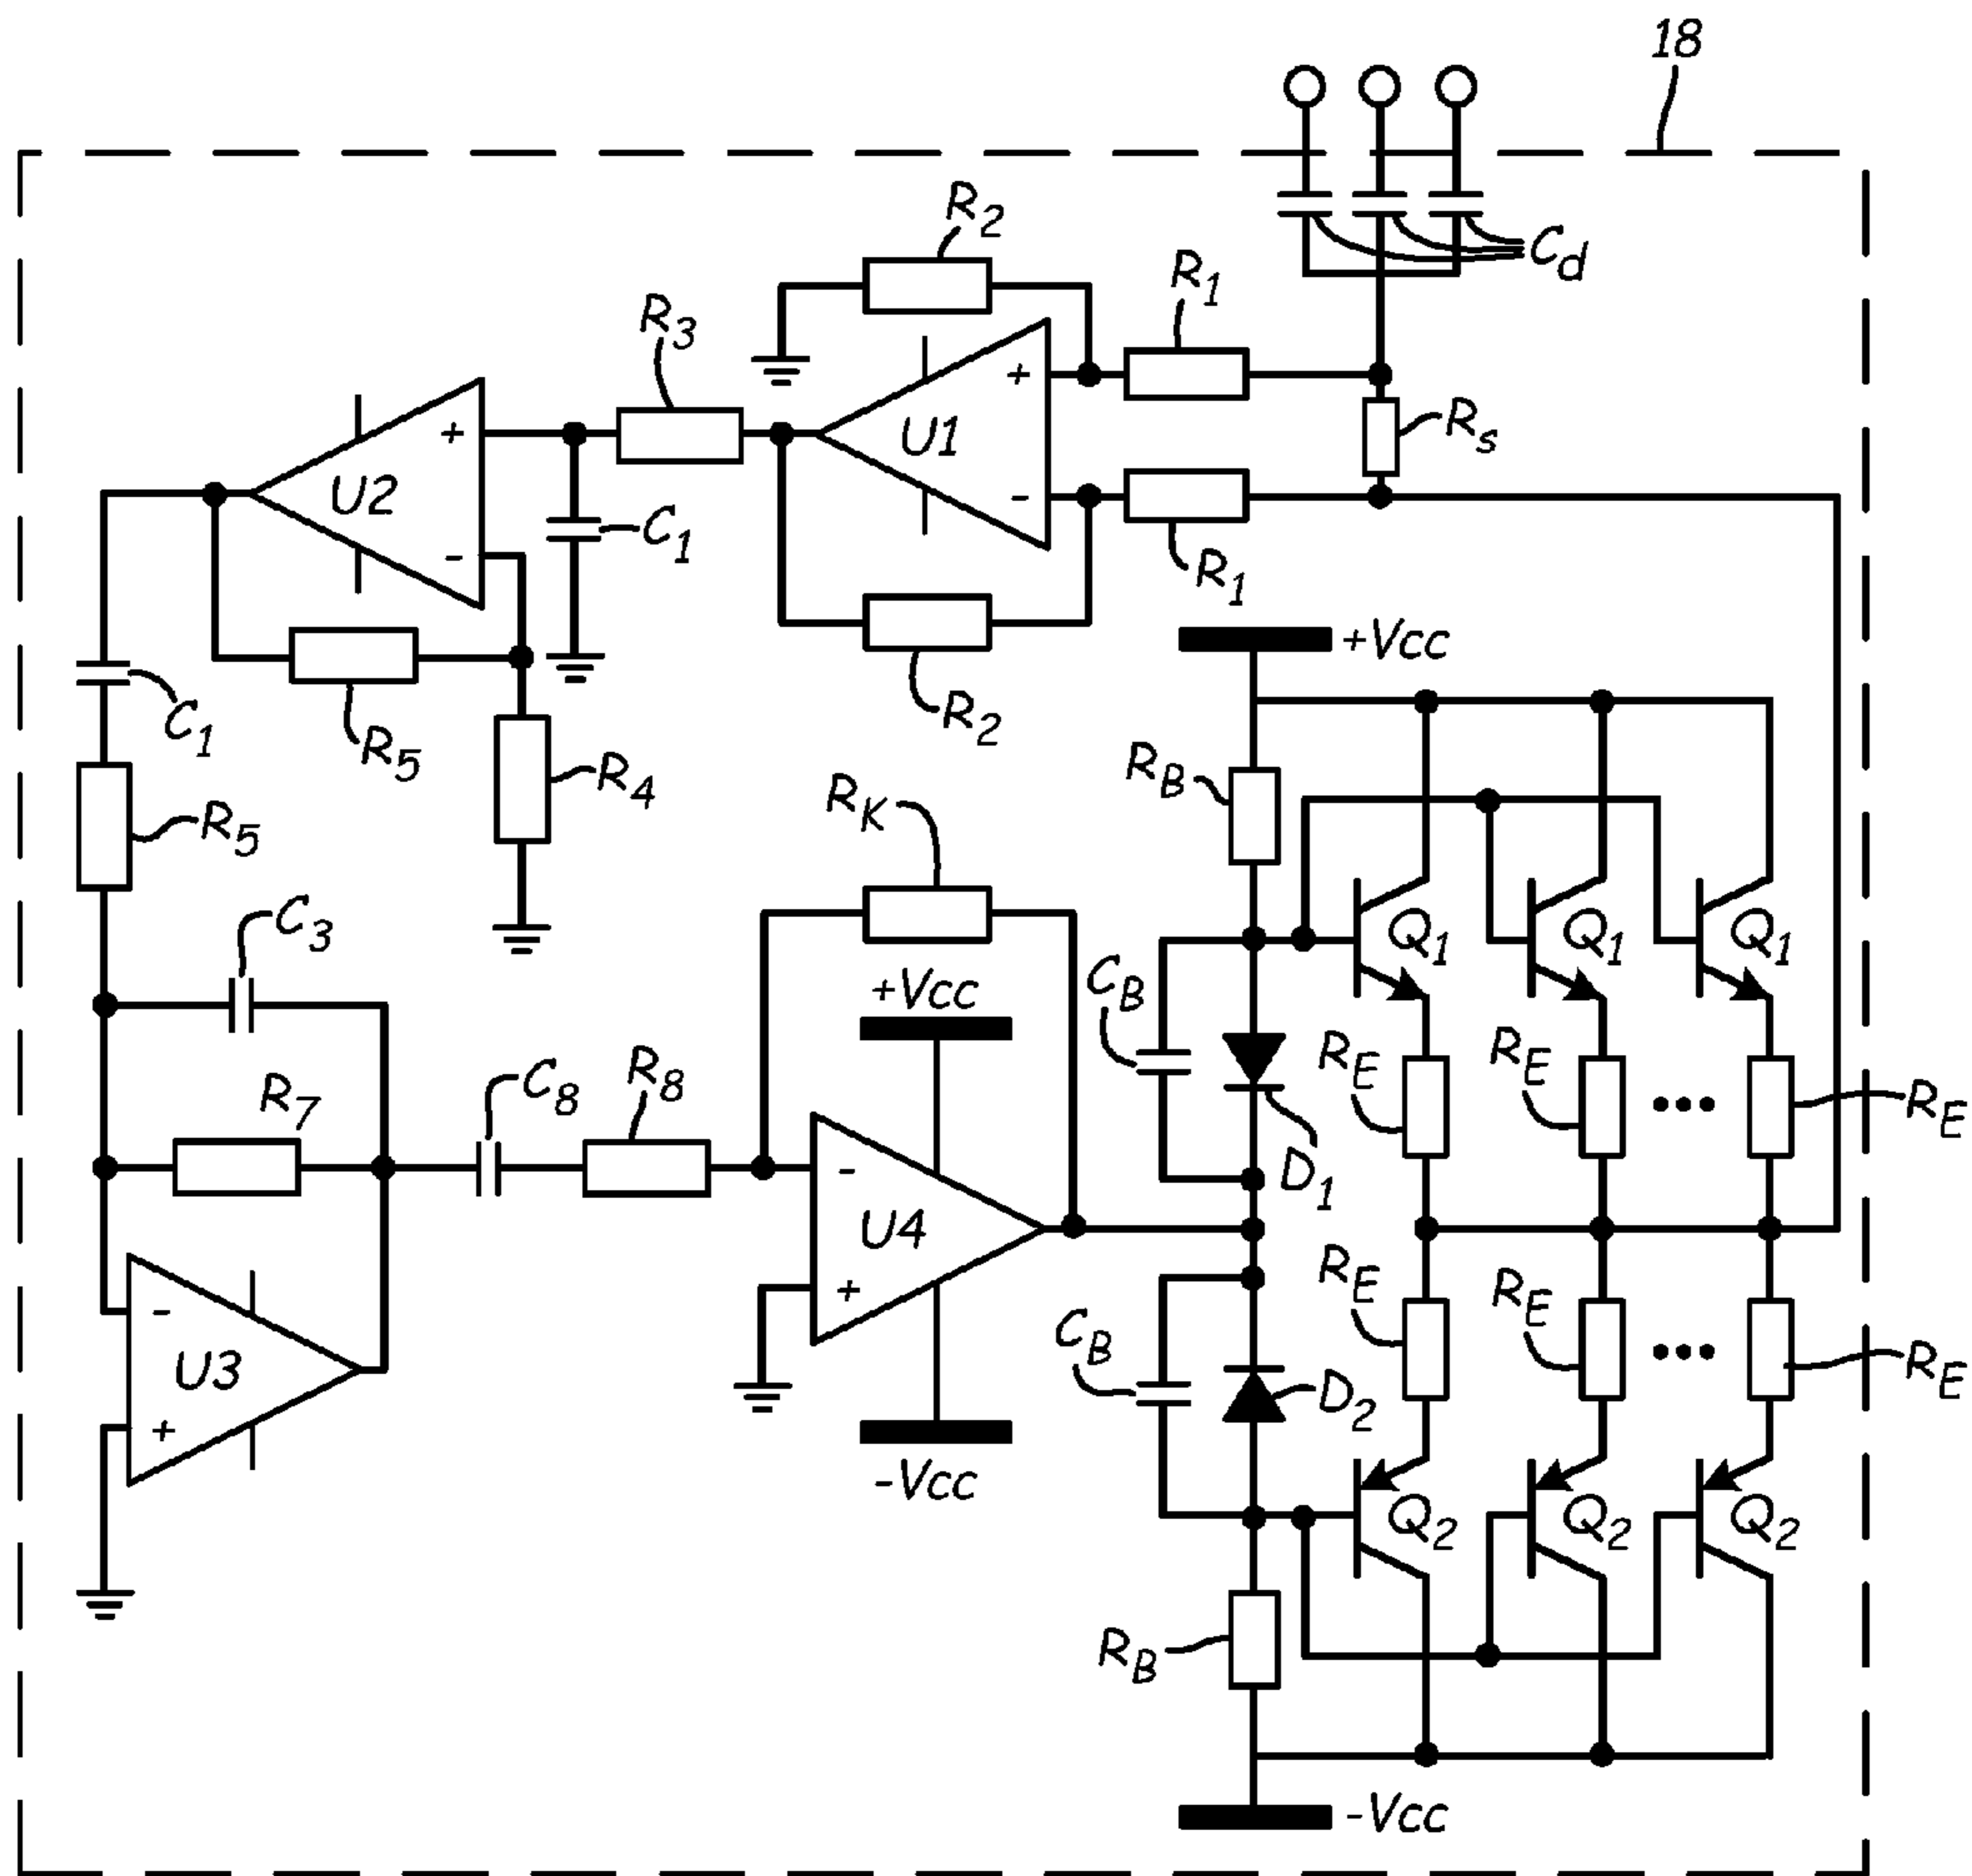 18
R2
Cd
R1
R3
+
U1
Rs
+
U2
-
C1
-
R1
+Vcc
C1
R5
R2
R4
RB
RK
R5
C3
Q1 Q1 Q1
CB
+Vcc
RE RE
R8
C8
R7
RE
D1
-
U4
RE
RE
-
+
CB
U3
D2
RE
+
-Vcc
Q2 Q2 Q2
RB
-Vcc